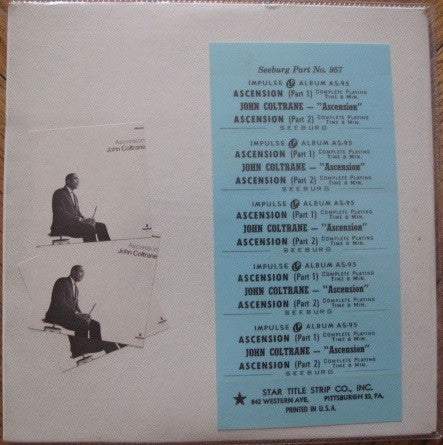 Ascension
John Coltrane
Ascension
John Coltrane
Seeburg Part No. 957
IMPULSE LP ALBUM AS-95
ASCENSION (Part 1) COMPLETE PLAYING TIME 8 MIN.
JOHN COLTRANE — "Ascension"
ASCENSION (Part 2) COMPLETE PLAYING TIME 8 MIN.
SEEBURG
IMPULSE LP ALBUM AS-95
ASCENSION (Part 1) COMPLETE PLAYING TIME 8 MIN.
JOHN COLTRANE — "Ascension"
ASCENSION (Part 2) COMPLETE PLAYING TIME 8 MIN.
SEEBURG
IMPULSE LP ALBUM AS-95
ASCENSION (Part 1) COMPLETE PLAYING TIME 8 MIN.
JOHN COLTRANE — "Ascension"
ASCENSION (Part 2) COMPLETE PLAYING TIME 8 MIN.
SEEBURG
IMPULSE LP ALBUM AS-95
ASCENSION (Part 1) COMPLETE PLAYING TIME 8 MIN.
JOHN COLTRANE — "Ascension"
ASCENSION (Part 2) COMPLETE PLAYING TIME 8 MIN.
SEEBURG
IMPULSE LP ALBUM AS-95
ASCENSION (Part 1) COMPLETE PLAYING TIME 8 MIN.
JOHN COLTRANE — "Ascension"
ASCENSION (Part 2) COMPLETE PLAYING TIME 8 MIN.
SEEBURG
STAR TITLE STRIP CO., INC.
842 WESTERN AVE. PITTSBURGH 33, PA.
PRINTED IN U.S.A.